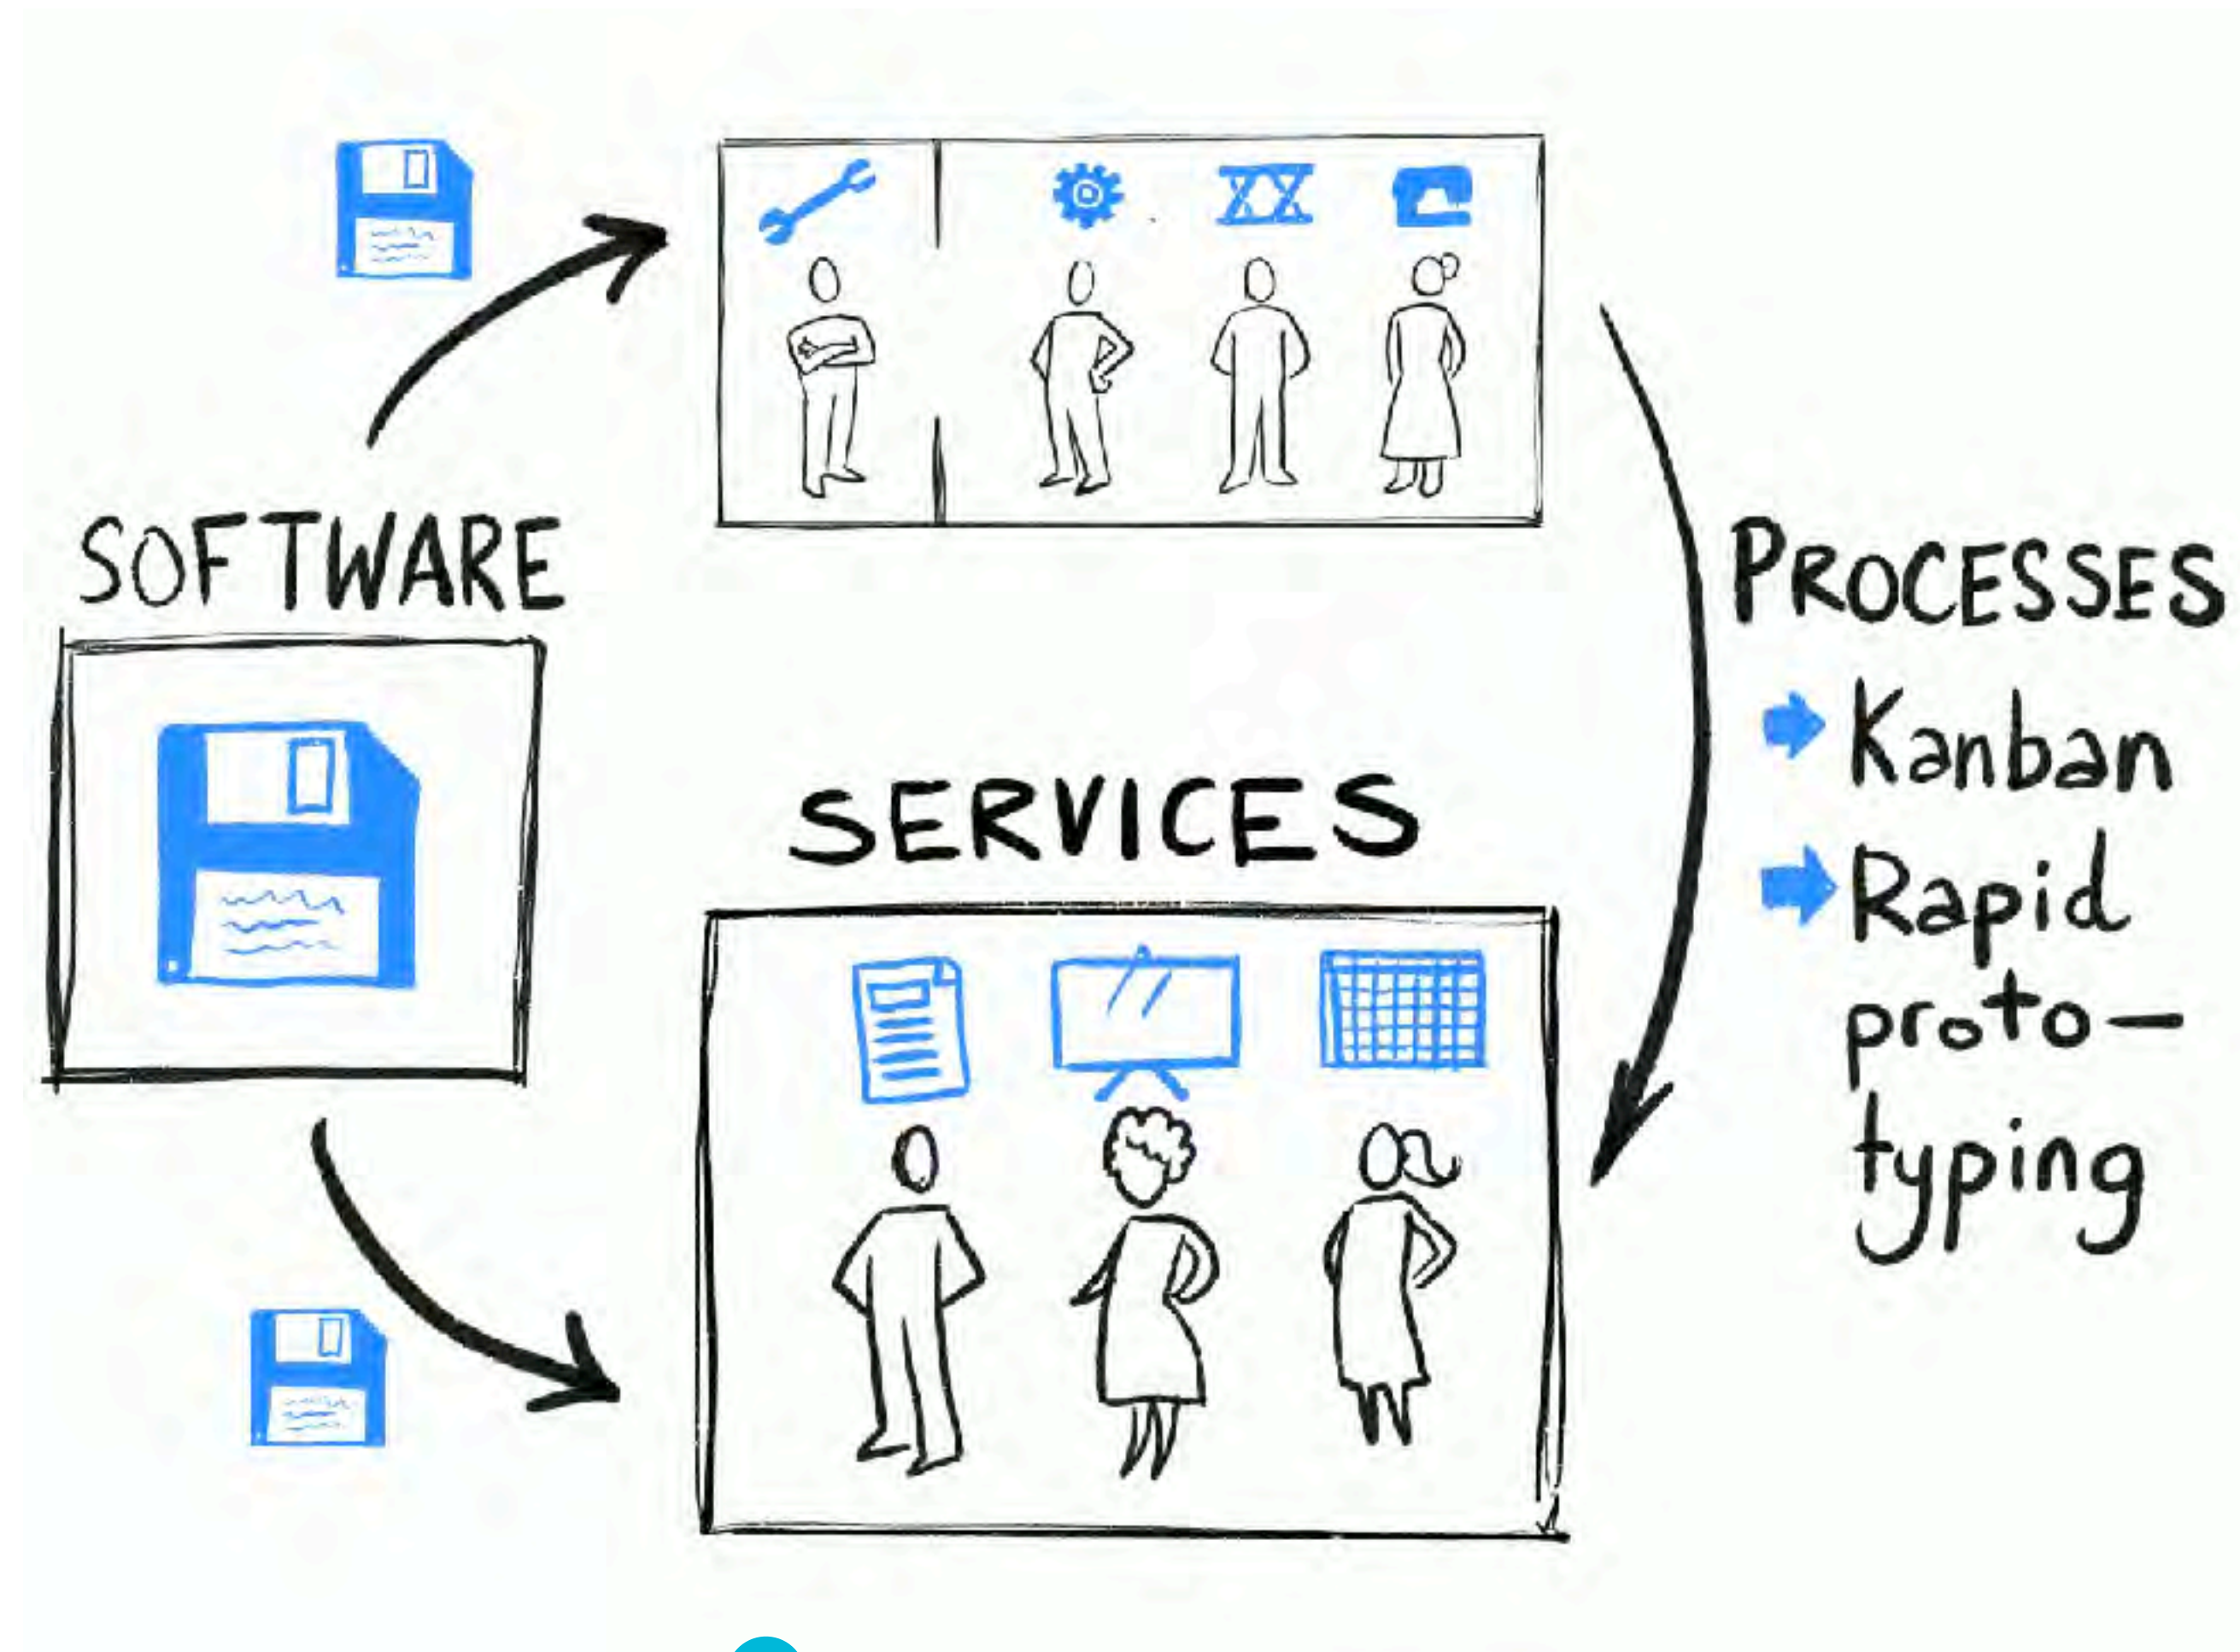 SOFTWARE
SERVICES
PROCESSES
Kanban
Rapid
proto-
typing